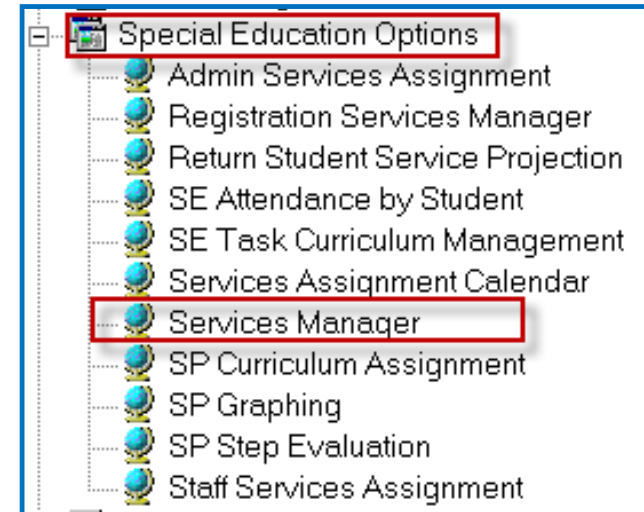 Special Education Options
Admin Services Assignment
Registration Services Manager
Return Student Service Projection
SE Attendance by Student
SE Task Curriculum Management
Services Assignment Calendar
Services Manager
SP Curriculum Assignment
SP Graphing
SP Step Evaluation
Staff Services Assignment